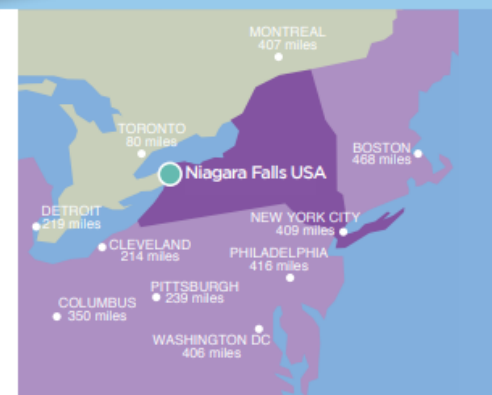 MONTREAL
407 miles
TORONTO
80 miles
Niagara Falls USA
BOSTON
468 miles
DETROIT
219 miles
NEW YORK CITY
409 miles
CLEVELAND
214 miles
PHILADELPHIA
416 miles
PITTSBURGH
239 miles
COLUMBUS
350 miles
WASHINGTON DC
406 miles